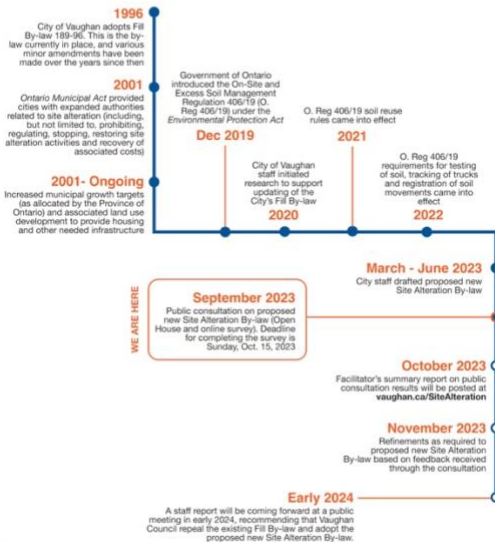 1996
City of Vaughan adopts Fill
By-law 189-96. This is the by-
law currently in place, and various
minor amendments have been
made over the years since then
2001
Ontario Municipal Act provided
cities with expanded authorities
related to site alteration (including,
but not limited to, prohibiting,
regulating, stopping, restoring site
alteration activities and recovery of
associated costs)
2001- Ongoing
Increased municipal growth targets
(as allocated by the Province of
Ontario) and associated land use
development to provide housing
and other needed infrastructure
Government of Ontario
introduced the On-Site and
Excess Soil Management
Regulation 406/19 (O.
Reg 406/19) under the
Environmental Protection Act
Dec 2019
City of Vaughan
staff initiated
research to support
updating of the
City's Fill By-law
2020
O. Reg 406/19 soil reuse
rules came into effect
2021
O. Reg 406/19
requirements for testing
of soil, tracking of trucks
and registration of soil
movements came into
effect
2022
March - June 2023
City staff drafted proposed new
Site Alteration By-law
WE ARE HERE
September 2023
Public consultation on proposed
new Site Alteration By-law (Open
House and online survey). Deadline
for completing the survey is
Sunday, Oct. 15, 2023
October 2023
Facilitator's summary report on public
consultation results will be posted at
vaughan.ca/SiteAlteration
November 2023
Refinements as required to
proposed new Site Alteration
By-law based on feedback received
through the consultation
Early 2024
A staff report will be coming forward at a public
meeting in early 2024, recommending that Vaughan
Council repeal the existing Fill By-law and adopt the
proposed new Site Alteration By-law.